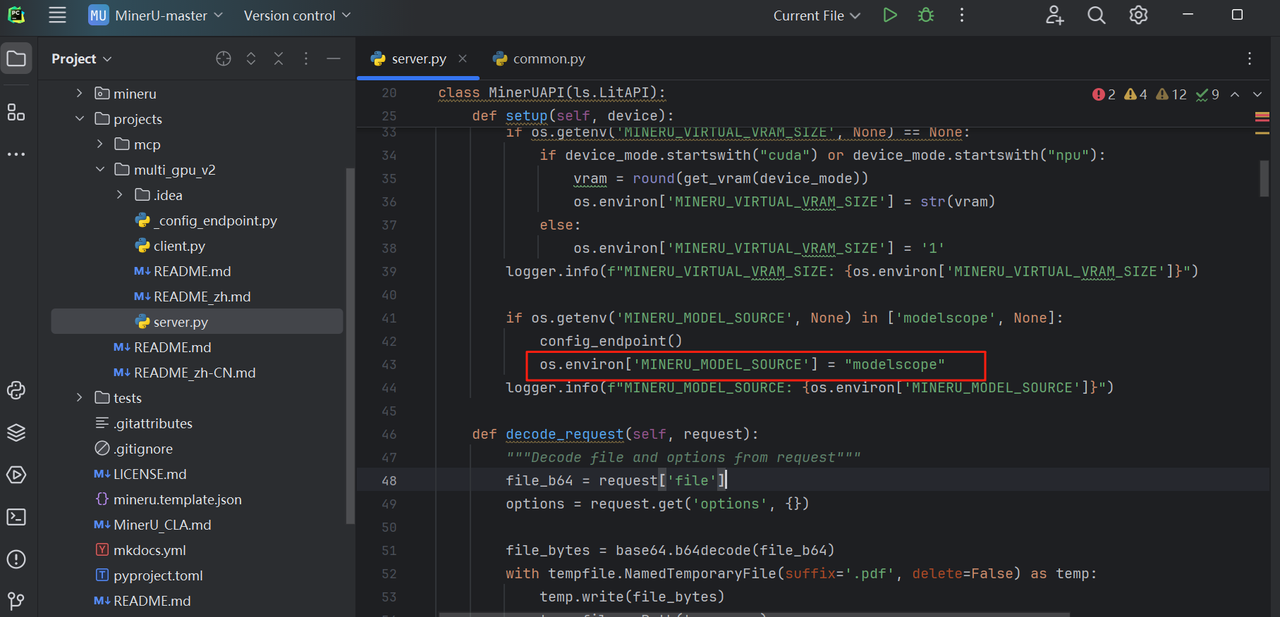 PC
MU MinerU-master
Version control
Current File
Project
mineru
projects
mcp
multi_gpu_v2
.idea
_config_endpoint.py
client.py
M↓ README.md
M↓ README_zh.md
server.py
M↓ README.md
M↓ README_zh-CN.md
tests
.gitattributes
.gitignore
M↓ LICENSE.md
{} mineru.template.json
M↓ MinerU_CLA.md
Y mkdocs.yml
T pyproject.toml
M↓ README.md
server.py
common.py
2 4 12 9
20 class MinerUAPI(ls.LitAPI):
25 def setup(self, device):
33 if os.getenv('MINERU_VIRTUAL_VRAM_SIZE', None) == None:
34 if device_mode.startswith("cuda") or device_mode.startswith("npu"):
35 vram = round(get_vram(device_mode))
36 os.environ['MINERU_VIRTUAL_VRAM_SIZE'] = str(vram)
37 else:
38 os.environ['MINERU_VIRTUAL_VRAM_SIZE'] = '1'
39 logger.info(f"MINERU_VIRTUAL_VRAM_SIZE: {os.environ['MINERU_VIRTUAL_VRAM_SIZE']}")
40
41 if os.getenv('MINERU_MODEL_SOURCE', None) in ['modelscope', None]:
42 config_endpoint()
43 os.environ['MINERU_MODEL_SOURCE'] = "modelscope"
44 logger.info(f"MINERU_MODEL_SOURCE: {os.environ['MINERU_MODEL_SOURCE']}")
45
46 def decode_request(self, request):
47 """Decode file and options from request"""
48 file_b64 = request['file']
49 options = request.get('options', {})
50
51 file_bytes = base64.b64decode(file_b64)
52 with tempfile.NamedTemporaryFile(suffix='.pdf', delete=False) as temp:
53 temp.write(file_bytes)